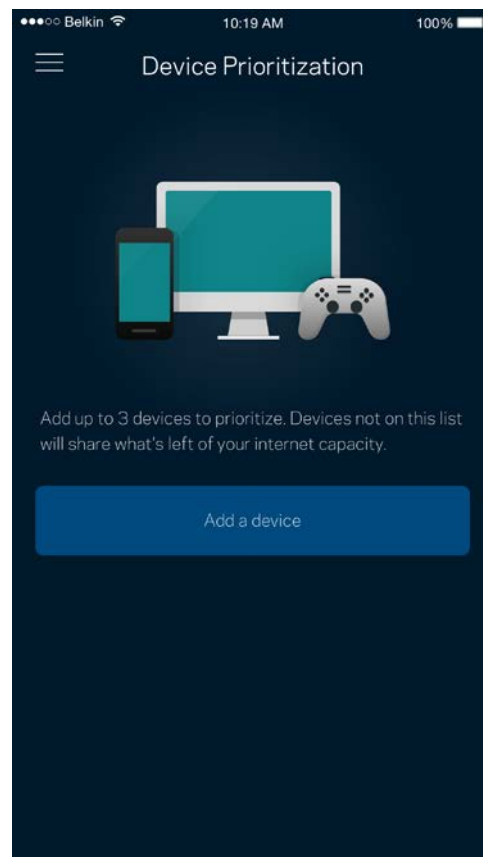 Belkin 10:19 AM 100%
Device Prioritization
Add up to 3 devices to prioritize. Devices not on this list
will share what's left of your internet capacity.
Add a device